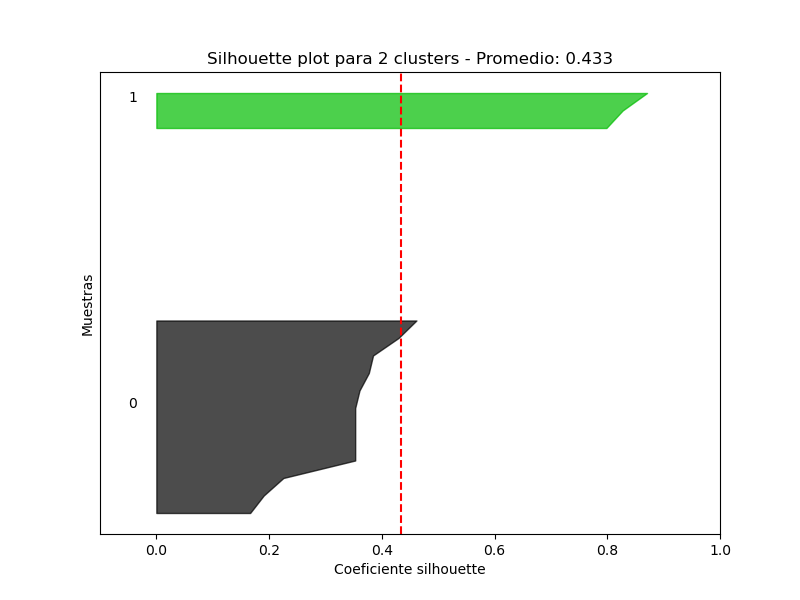 Silhouette plot para 2 clusters - Promedio: 0.433
1
Muestras
0
0.0 0.2 0.4 0.6 0.8 1.0
Coeficiente silhouette